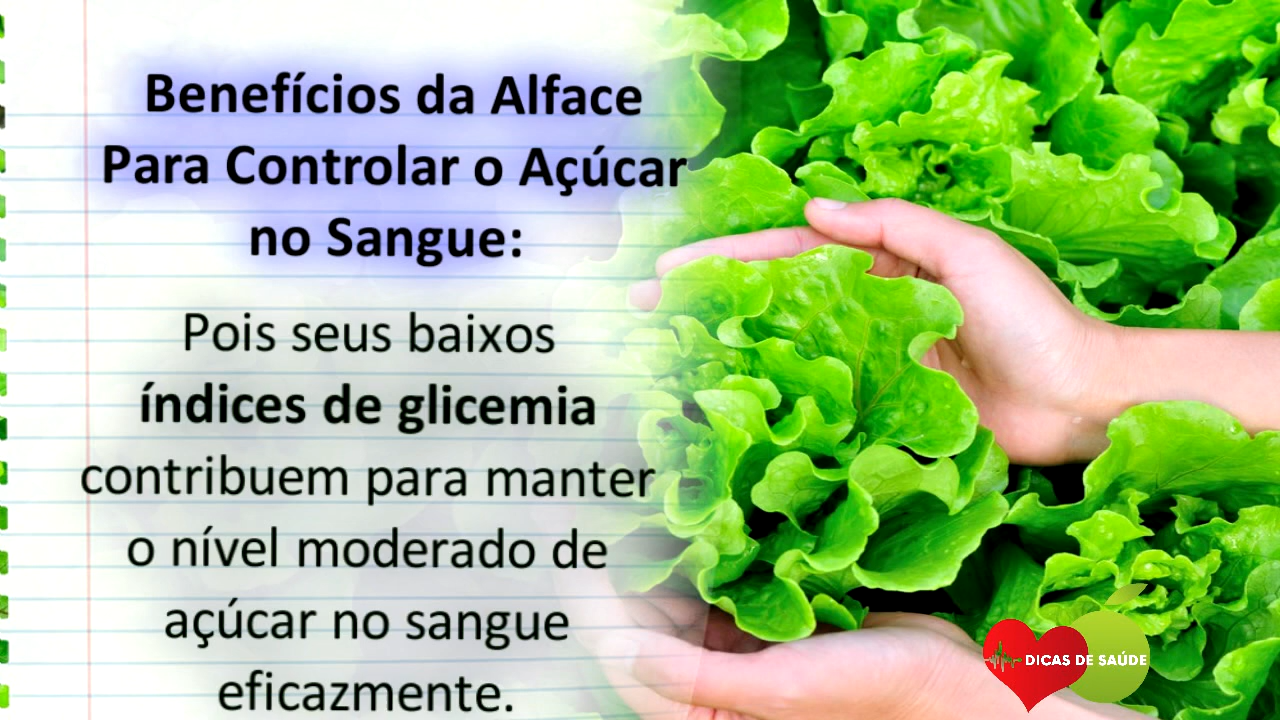 Benefícios da Alface
Para Controlar o Açúcar
no Sangue:
Pois seus baixos
índices de glicemia
contribuem para manter
o nível moderado de
açúcar no sangue
eficazmente.
DICAS DE SAÚDE